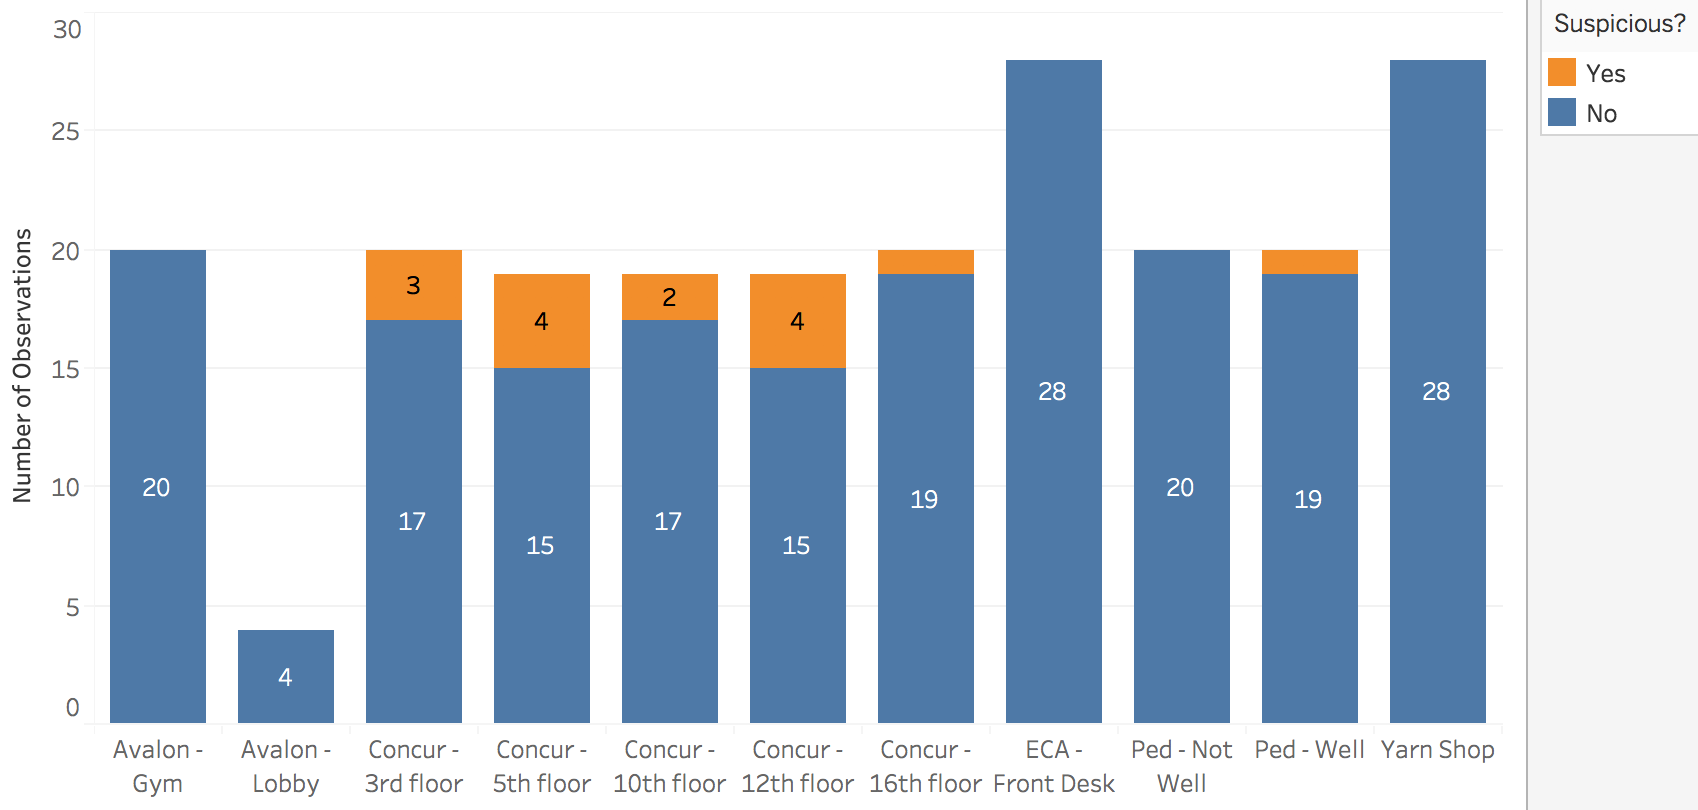 Suspicious?
Yes
No
Number of Observations
30
25
20
15
10
5
0
20
4
3
17
4
15
2
17
4
15
19
28
20
19
28
Avalon -
Gym
Avalon -
Lobby
Concur -
3rd floor
Concur -
5th floor
Concur -
10th floor
Concur -
12th floor
Concur -
16th floor
ECA -
Front Desk
Ped - Not
Well
Ped - Well
Yarn Shop